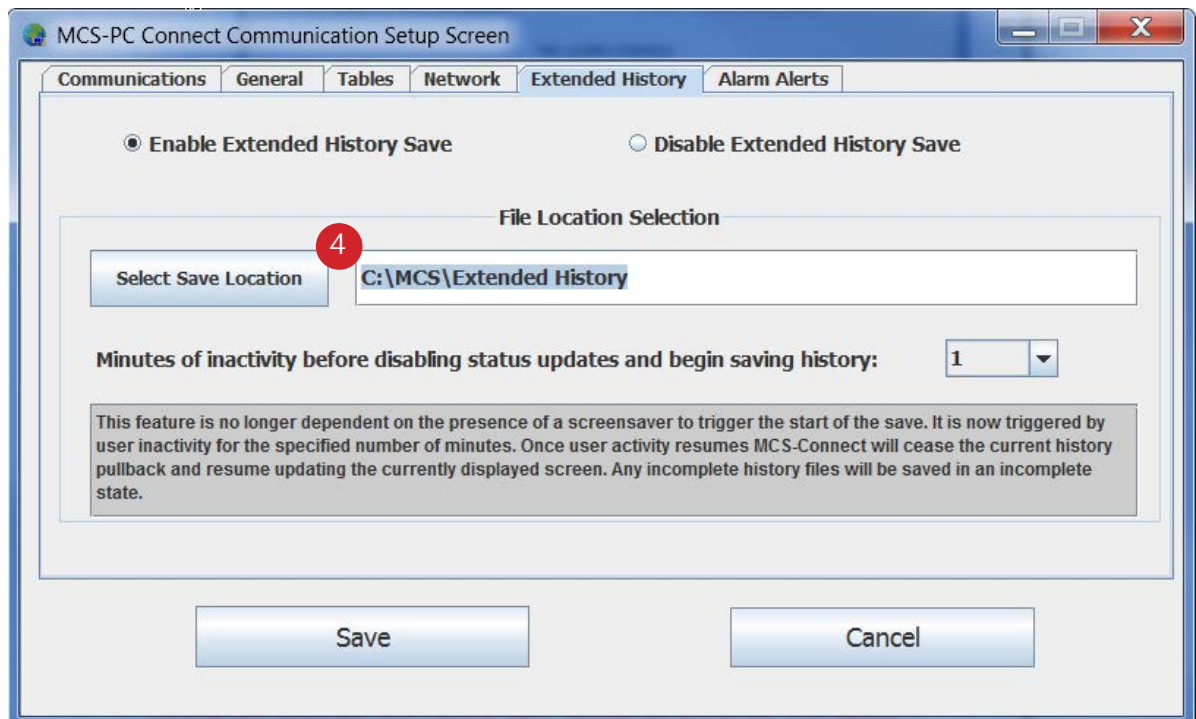 MCS-PC Connect Communication Setup Screen
X
Communications General Tables Network Extended History Alarm Alerts
Enable Extended History Save Disable Extended History Save
File Location Selection
4
Select Save Location C:\MCS\Extended History
Minutes of inactivity before disabling status updates and begin saving history: 1
This feature is no longer dependent on the presence of a screensaver to trigger the start of the save. It is now triggered by
user inactivity for the specified number of minutes. Once user activity resumes MCS-Connect will cease the current history
pullback and resume updating the currently displayed screen. Any incomplete history files will be saved in an incomplete
state.
Save Cancel